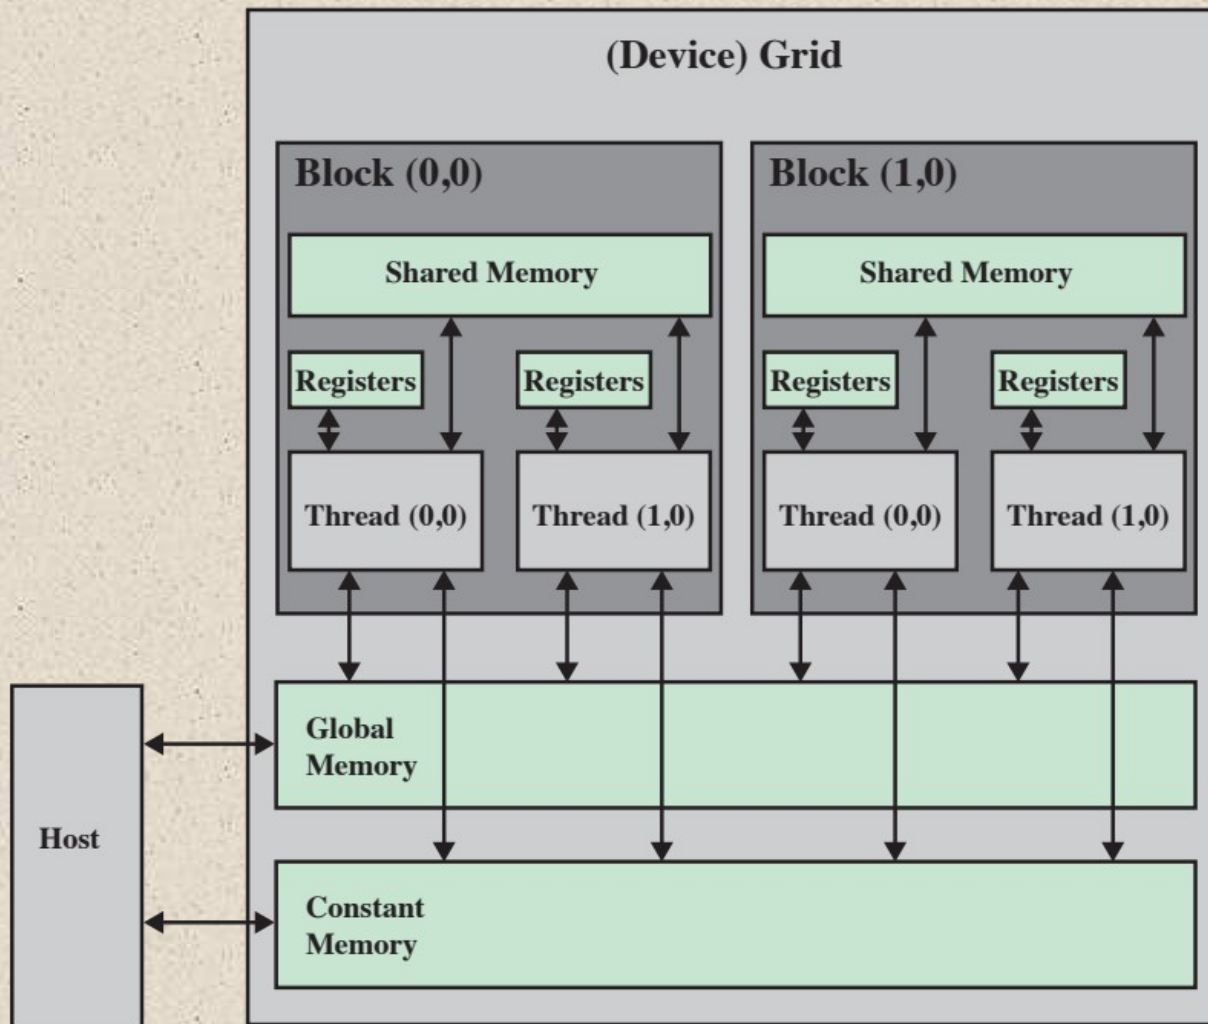 (Device) Grid
Block (0,0)
Block (1,0)
Shared Memory
Shared Memory
Registers
Registers
Registers
Registers
Thread (0,0)
Thread (1,0)
Thread (0,0)
Thread (1,0)
Global
Memory
Host
Constant
Memory